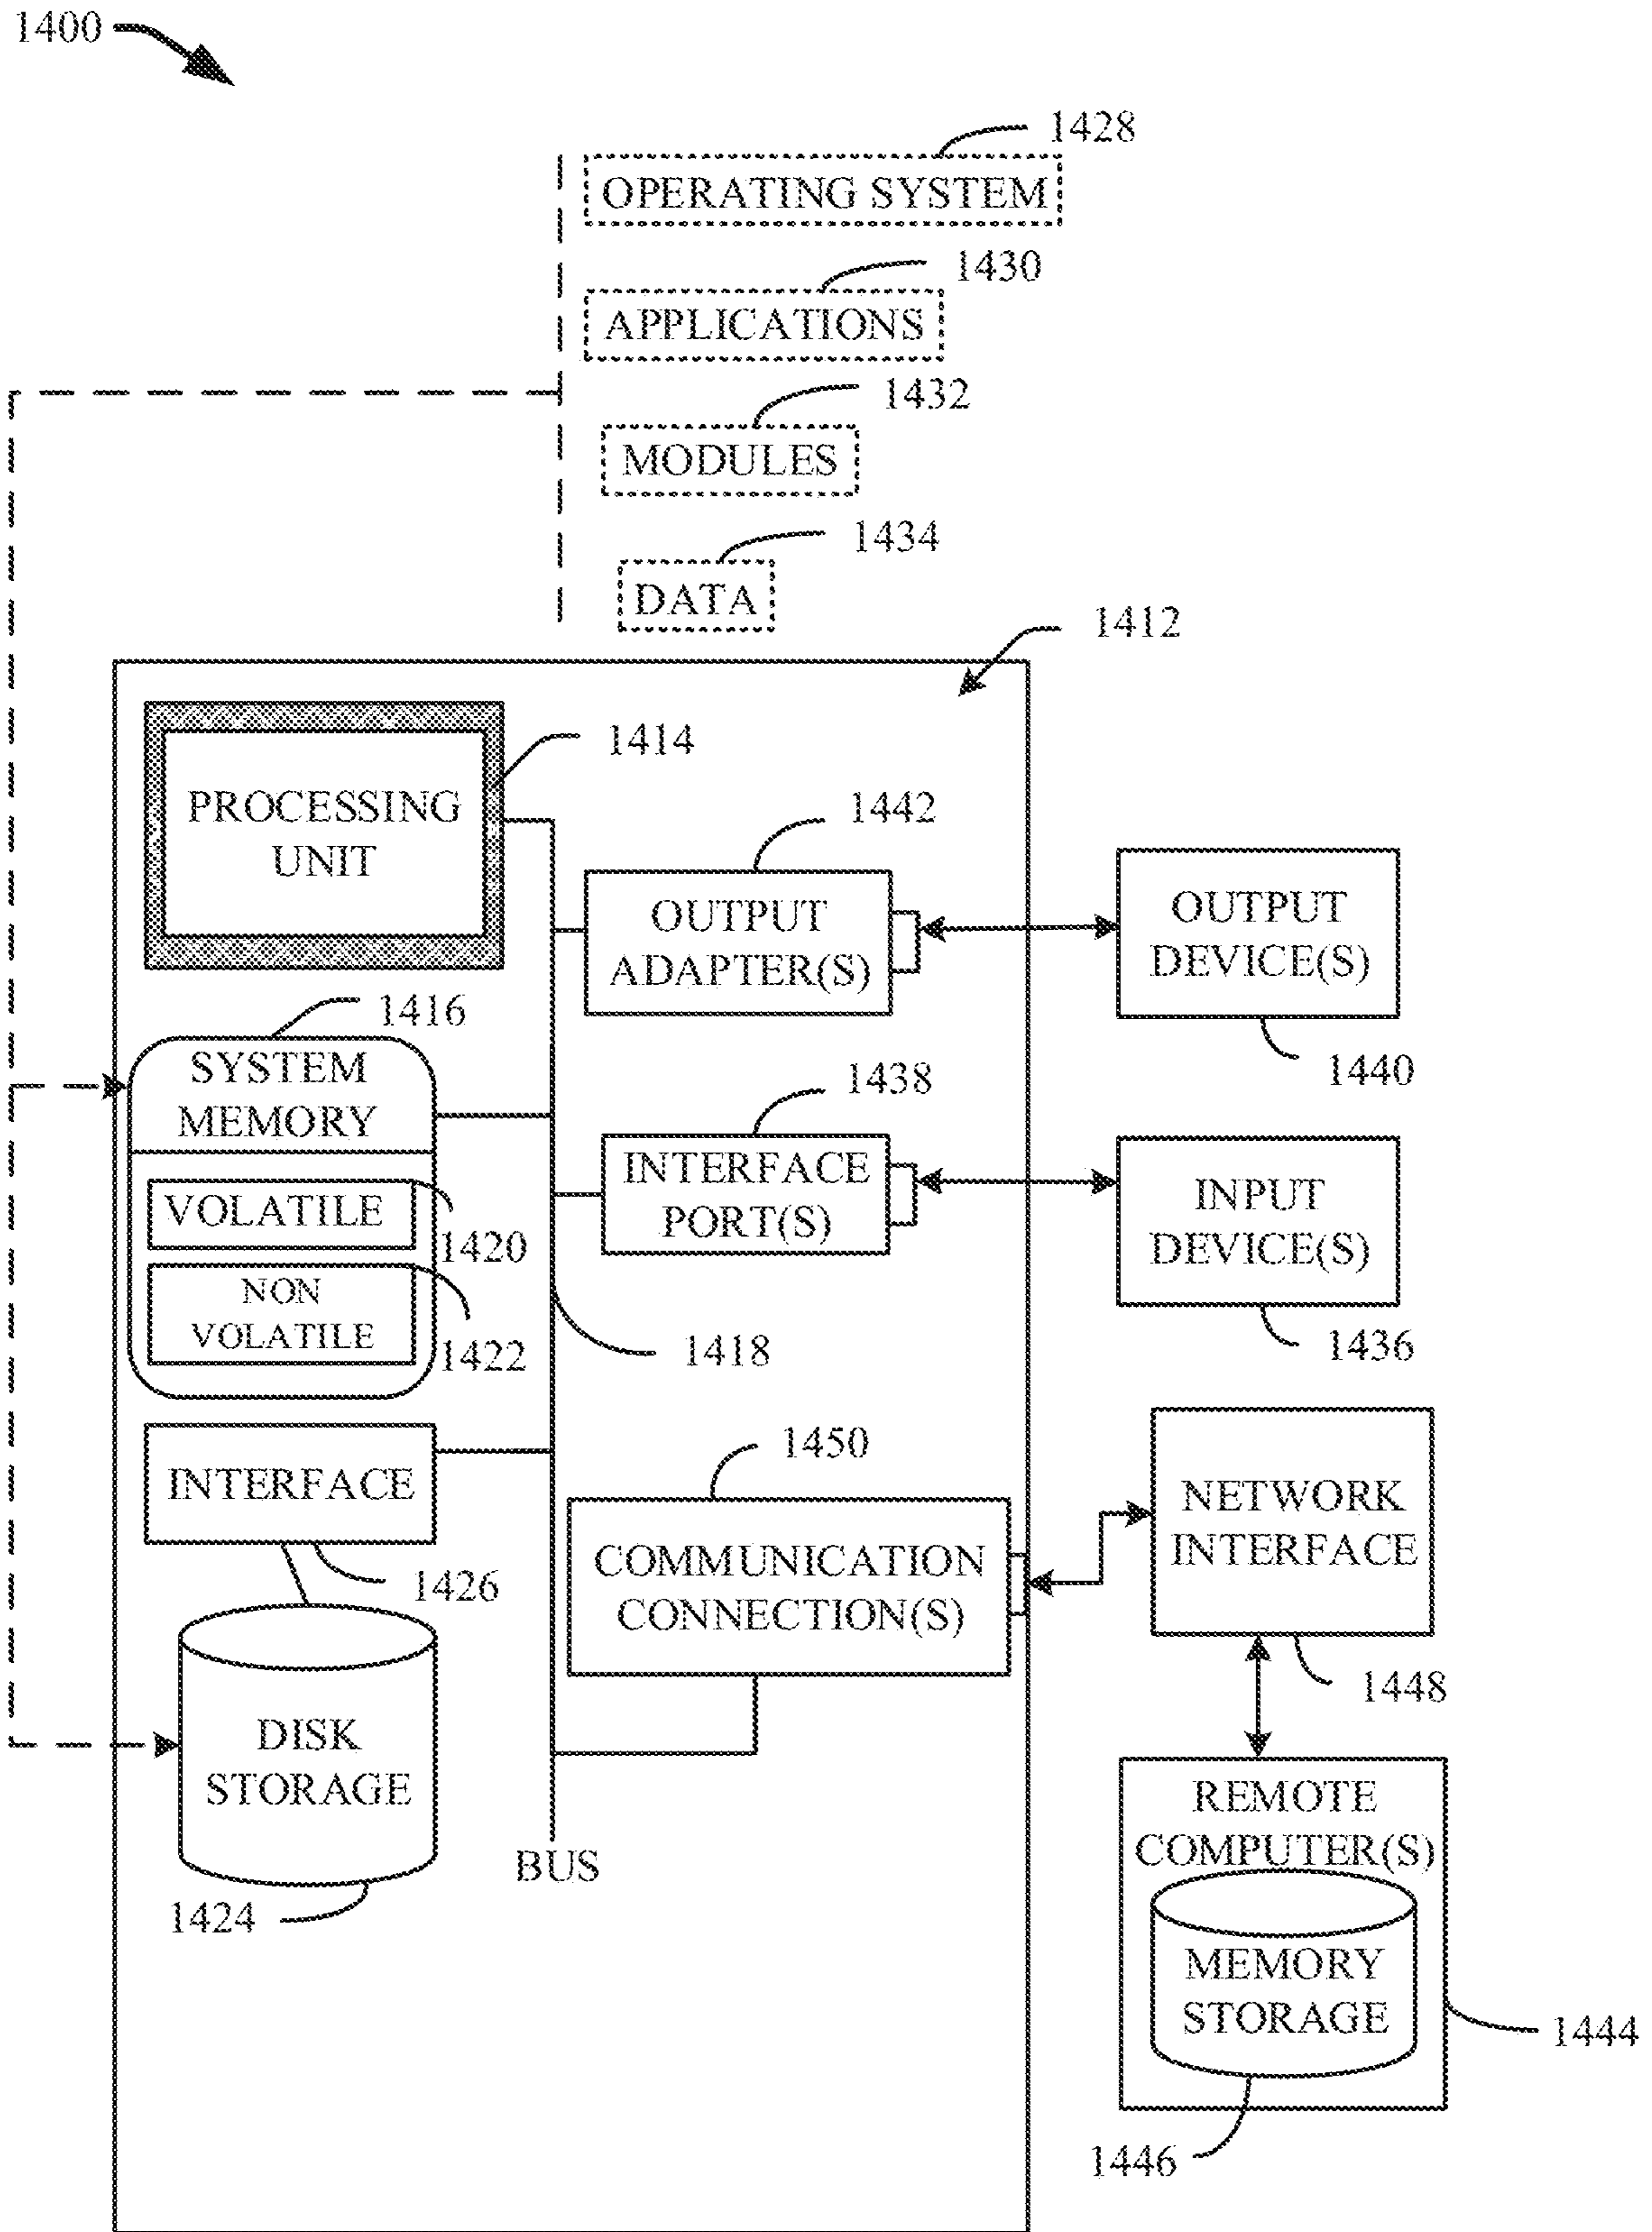 1400
1428
OPERATING SYSTEM
1430
APPLICATIONS
1432
MODULES
1434
DATA
1412
1414
PROCESSING
UNIT
1442
OUTPUT
ADAPTER(S)
OUTPUT
DEVICE(S)
1440
1416
SYSTEM
MEMORY
VOLATILE
1420
NON
VOLATILE
1422
1438
INTERFACE
PORT(S)
INPUT
DEVICE(S)
1436
1418
INTERFACE
1426
1450
COMMUNICATION
CONNECTION(S)
NETWORK
INTERFACE
1448
DISK
STORAGE
1424
BUS
REMOTE
COMPUTER(S)
MEMORY
STORAGE
1444
1446